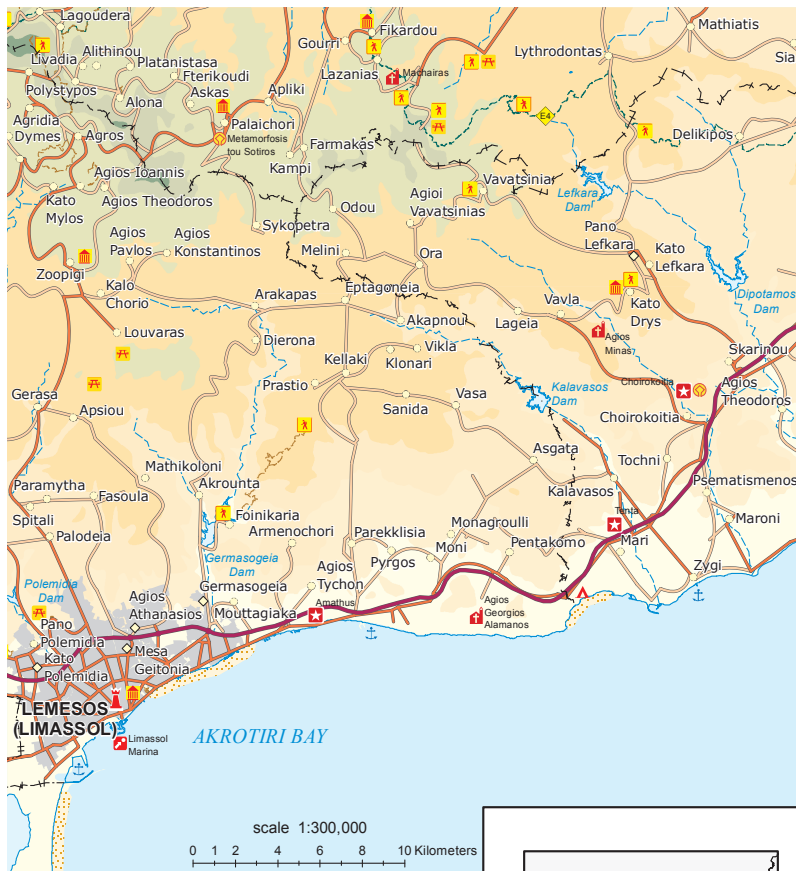 Lagoudera
Fikardou
Mathiatis
Gourri
Livadia
Alithinou
Platanistasa
Lythrodontas
Sia
Fterikoudi
Lazanias
Machairas
Polystypos
Alona
Askas
Apliki
E4
Agridia
Palaichori
Dymes
Agros
Metamorfosis
tou Sotiros
Farmakas
Delikipos
Kampi
Agios Ioannis
Vavatsinia
Kato
Mylos
Agios Theodoros
Agioi
Vavatsinias
Lefkara
Dam
Odou
Sykopetra
Pano
Lefkara
Agios
Pavlos
Agios
Konstantinos
Melini
Ora
Kato
Lefkara
Zoopigi
Kalo
Chorio
Eptagoneia
Arakapas
Kato
Drys
Dipotamos
Dam
Vavla
Lageia
Akapnou
Louvaras
Dierona
Agios
Minas
Vikla
Klonari
Kellaki
Skarinou
Prastio
Choirokoitia
Agios
Theodoros
Kalavasos
Dam
Gerasa
Apsiou
Sanida
Vasa
Choirokoitia
Asgata
Tochni
Mathikoloni
Akrounta
Kalavasos
Psematismenos
Paramytha
Fasoula
Spitali
Foinikaria
Tenta
Maroni
Palodeia
Armenochori
Parekklisia
Monagroulli
Pentakomo
Mari
Germasogeia
Dam
Pyrgos
Moni
Zygi
Polemidia
Dam
Germasogeia
Agios
Tychon
Agios
Athanasios
Mouttagiaka
Amathus
Agios
Georgios
Alamanos
Pano
Polemidia
Kato
Polemidia
Mesa
Geitonia
LEMESOS
(LIMASSOL)
Limassol
Marina
AKROTIRI BAY
scale 1:300,000
0 1 2 4 6 8 10 Kilometers